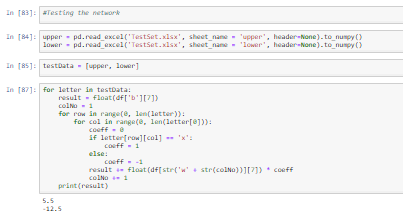 In [83]: #Testing the network
In [84]: upper = pd.read_excel('TestSet.xlsx', sheet_name = 'upper', header=None).to_numpy()
lower = pd.read_excel('TestSet.xlsx', sheet_name = 'lower', header=None).to_numpy()
In [85]: testData = [upper, lower]
In [87]: for letter in testData:
result = float(df['b'][7])
colNo = 1
for row in range(0, len(letter)):
for col in range(0, len(letter[0])):
coeff = 0
if letter[row][col] == 'x':
coeff = 1
else:
coeff = -1
result += float(df[str('w' + str(colNo))][7]) * coeff
colNo += 1
print(result)
5.5
-12.5